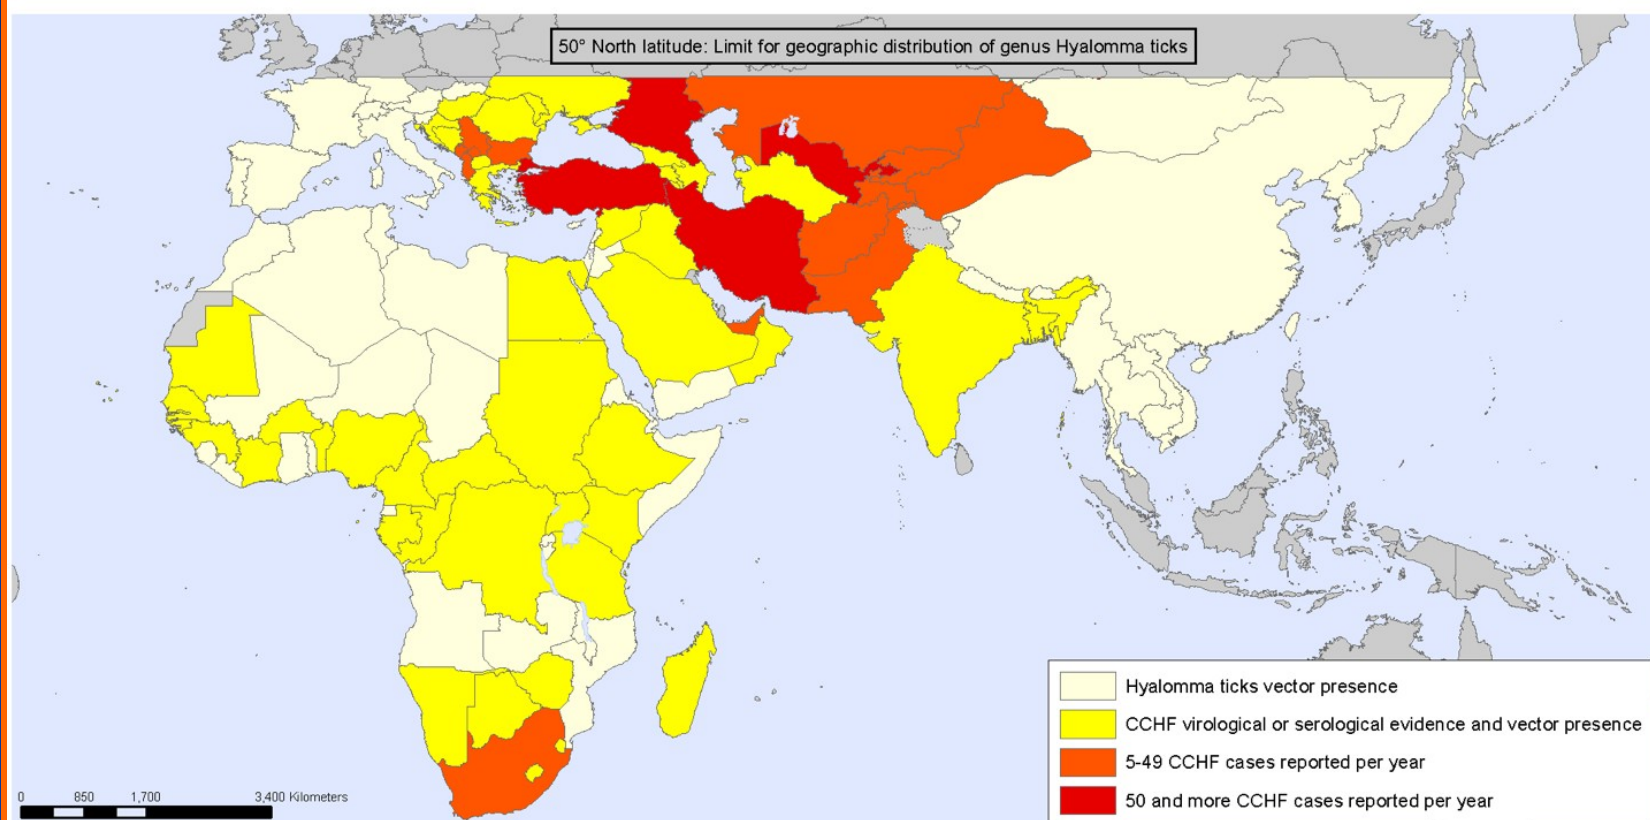 50° North latitude: Limit for geographic distribution of genus Hyalomma ticks
Hyalomma ticks vector presence
CCHF virological or serological evidence and vector presence
5-49 CCHF cases reported per year
50 and more CCHF cases reported per year
0 850 1,700 3,400 Kilometers